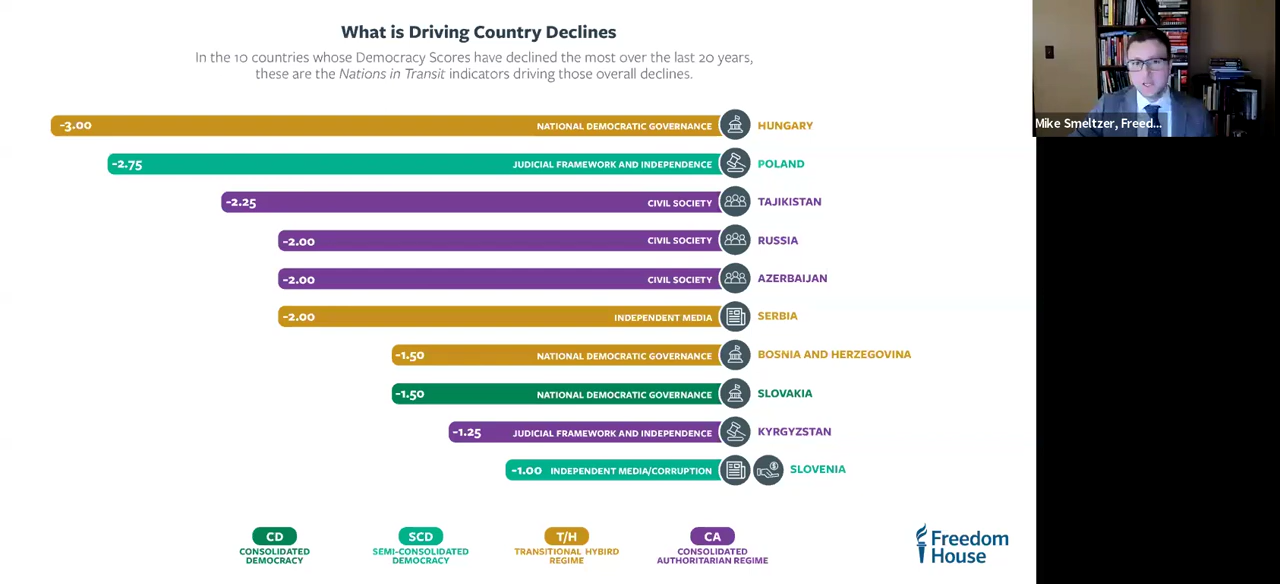 What is Driving Country Declines
In the 10 countries whose Democracy Scores have declined the most over the last 20 years,
these are the Nations in Transit indicators driving those overall declines.
Mike Smeltzer, Freed...
-3.00 NATIONAL DEMOCRATIC GOVERNANCE HUNGARY
-2.75 JUDICIAL FRAMEWORK AND INDEPENDENCE POLAND
-2.25 CIVIL SOCIETY TAJIKISTAN
-2.00 CIVIL SOCIETY RUSSIA
-2.00 CIVIL SOCIETY AZERBAIJAN
-2.00 INDEPENDENT MEDIA SERBIA
-1.50 NATIONAL DEMOCRATIC GOVERNANCE BOSNIA AND HERZEGOVINA
-1.50 NATIONAL DEMOCRATIC GOVERNANCE SLOVAKIA
-1.25 JUDICIAL FRAMEWORK AND INDEPENDENCE KYRGYZSTAN
-1.00 INDEPENDENT MEDIA/CORRUPTION SLOVENIA
CD
CONSOLIDATED
DEMOCRACY
SCD
SEMI-CONSOLIDATED
DEMOCRACY
T/H
TRANSITIONAL HYBIRD
REGIME
CA
CONSOLIDATED
AUTHORITARIAN REGIME
Freedom
House